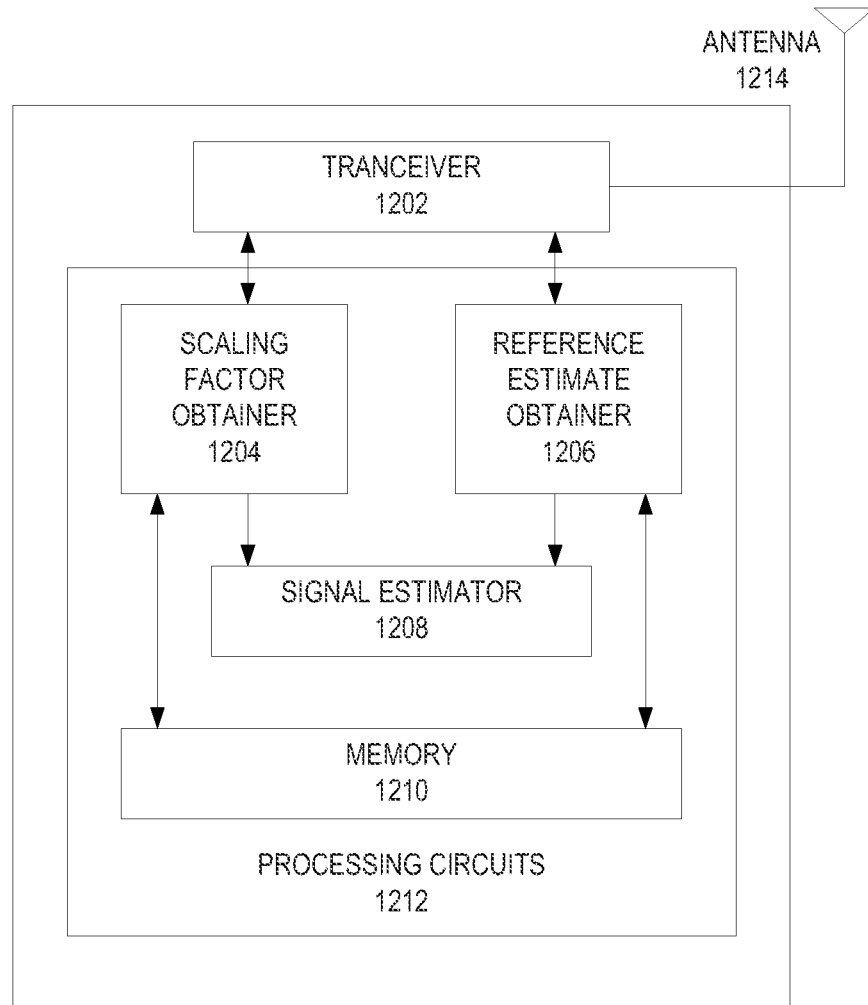 ANTENNA
1214
TRANCEIVER
1202
SCALING
FACTOR
OBTAINER
1204
REFERENCE
ESTIMATE
OBTAINER
1206
SIGNAL ESTIMATOR
1208
MEMORY
1210
PROCESSING CIRCUITS
1212